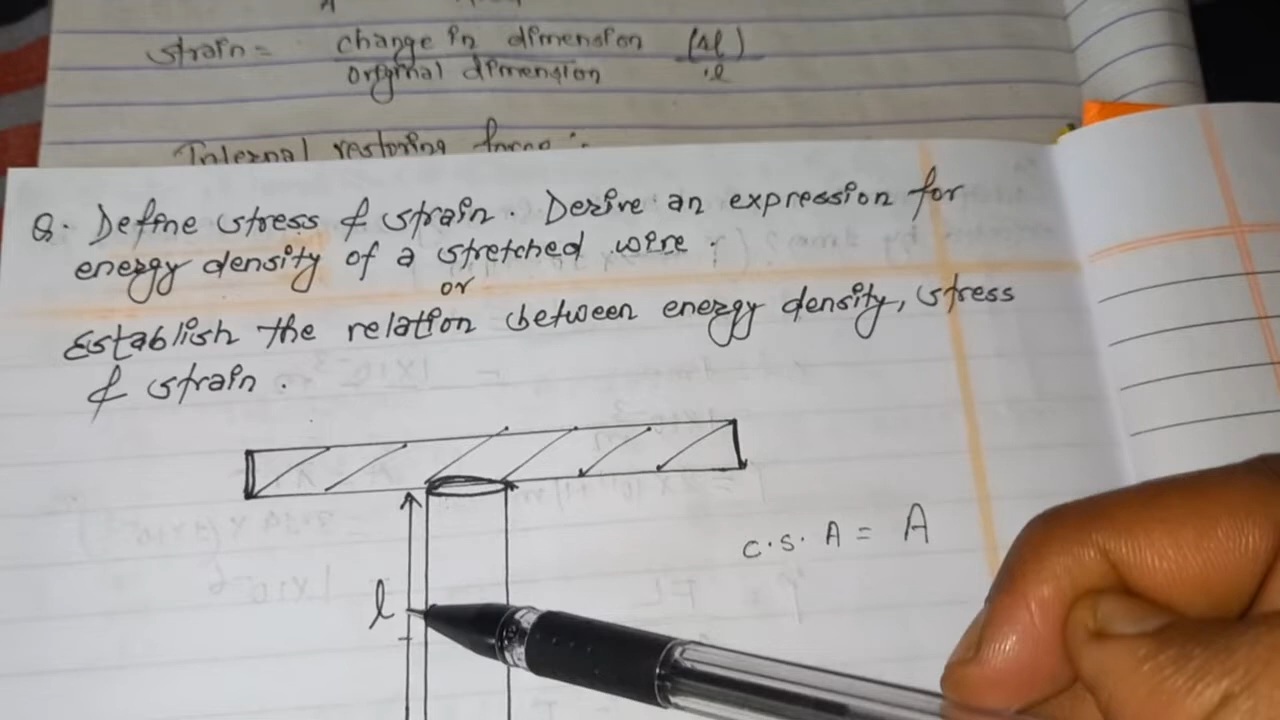 strain = change in dimension (Δl)
original dimension l
Internal restoring force :
Q. Define stress & strain. Derive an expression for
energy density of a stretched wire.
or
Establish the relation between energy density, stress
& strain.
c.s. A = A
l